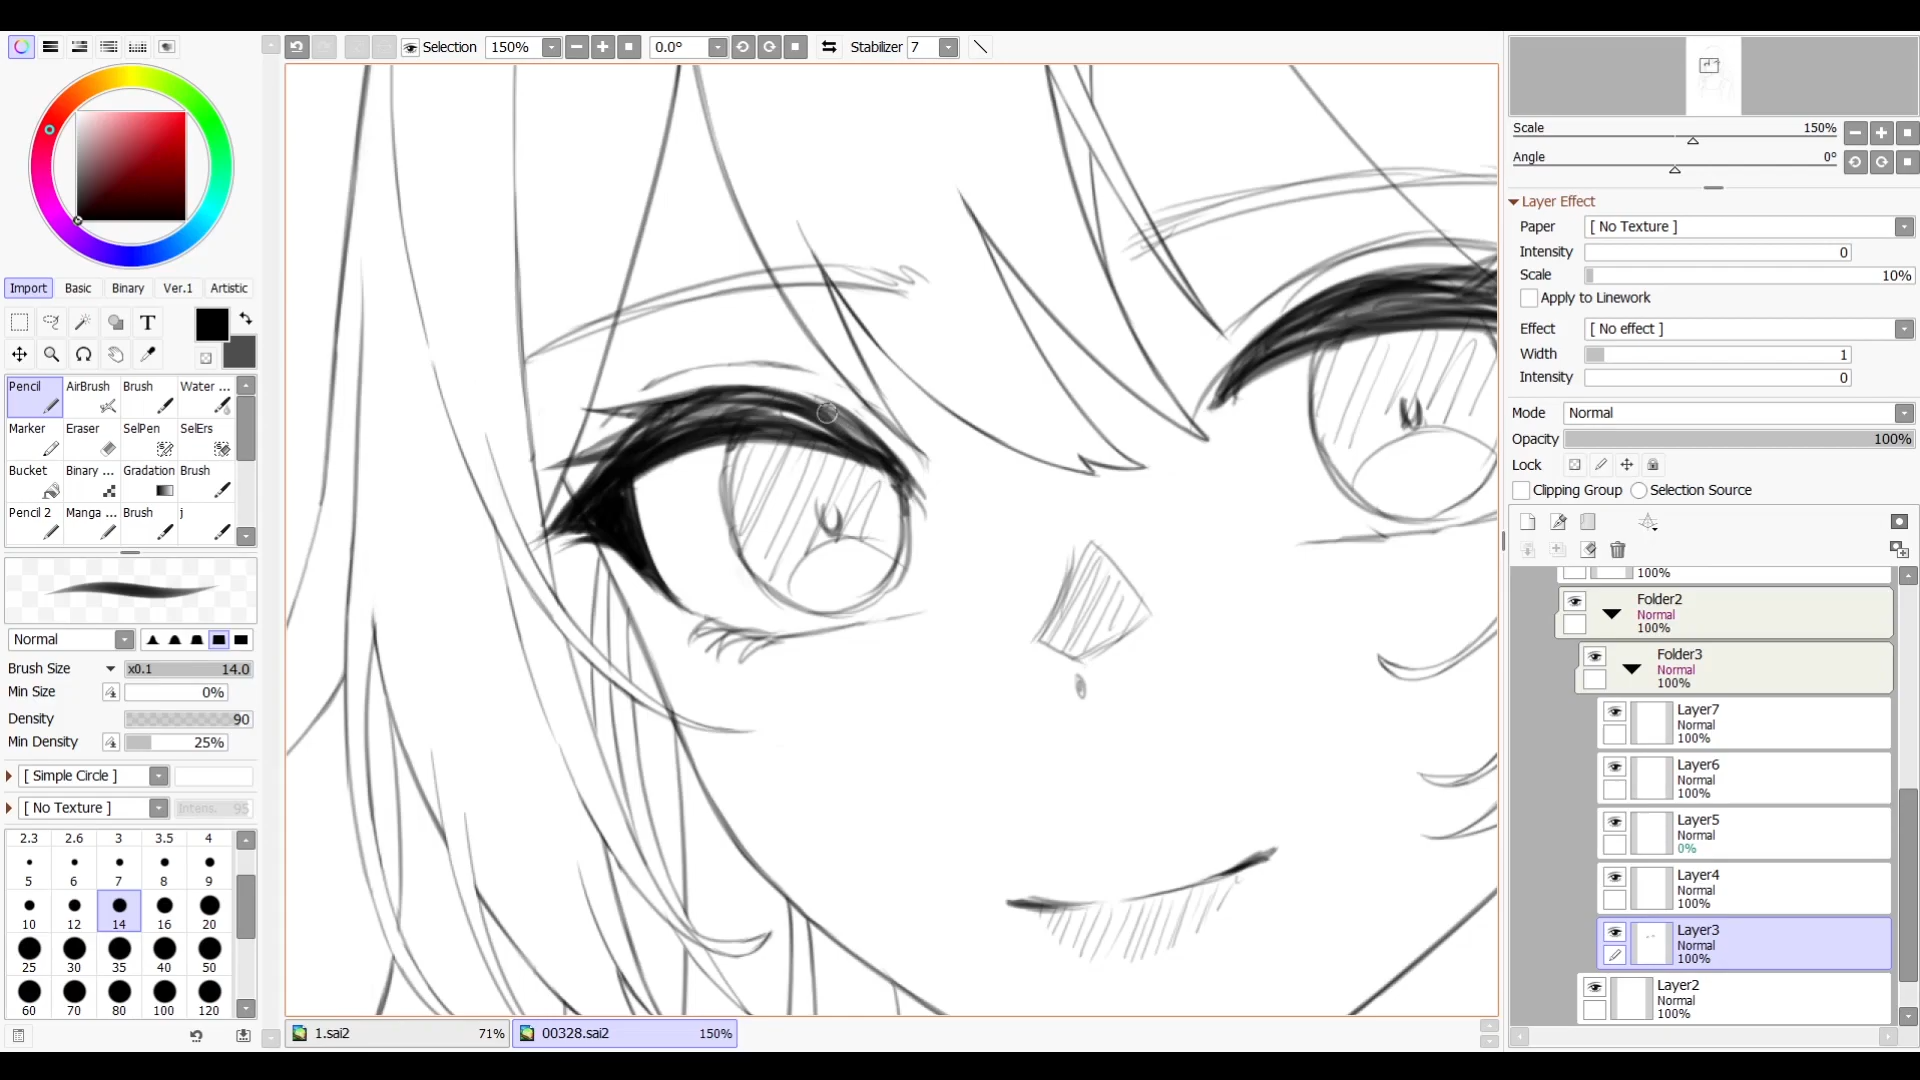 Selection
150%
0.0°
Stabilizer 7
Import
Basic
Binary
Ver.1
Artistic
T
Pencil
AirBrush
Brush
Water ...
Marker
Eraser
SelPen
SelErs
Bucket
Binary ...
Gradation
Brush
Pencil 2
Manga ...
Brush
j
Normal
Brush Size
x0.1
14.0
Min Size
0%
Density
90
Min Density
25%
[ Simple Circle ]
[ No Texture ]
Intens.
95
2.3 2.6 3 3.5 4
5 6 7 8 9
10 12 14 16 20
25 30 35 40 50
60 70 80 100 120
1.sai2
71%
00328.sai2
150%
Scale
150%
Angle
0°
Layer Effect
Paper
[ No Texture ]
Intensity
0
Scale
10%
Apply to Linework
Effect
[ No effect ]
Width
1
Intensity
0
Mode
Normal
Opacity
100%
Lock
Clipping Group
Selection Source
100%
Folder2
Normal
100%
Folder3
Normal
100%
Layer7
Normal
100%
Layer6
Normal
100%
Layer5
Normal
0%
Layer4
Normal
100%
Layer3
Normal
100%
Layer2
Normal
100%